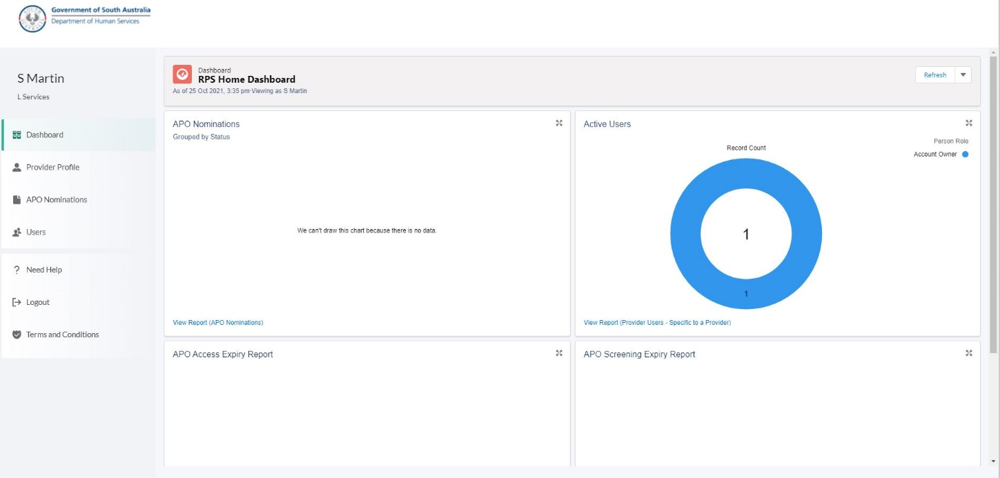 Government of South Australia
Department of Human Services
S Martin
L Services
Dashboard
Provider Profile
APO Nominations
Users
Need Help
Logout
Terms and Conditions
Dashboard
RPS Home Dashboard
As of 25 Oct 2021, 3:35 pm·Viewing as S Martin
Refresh
APO Nominations
Grouped by Status
We can't draw this chart because there is no data.
View Report (APO Nominations)
Active Users
Person Role
Account Owner
Record Count
1
1
View Report (Provider Users - Specific to a Provider)
APO Access Expiry Report
APO Screening Expiry Report